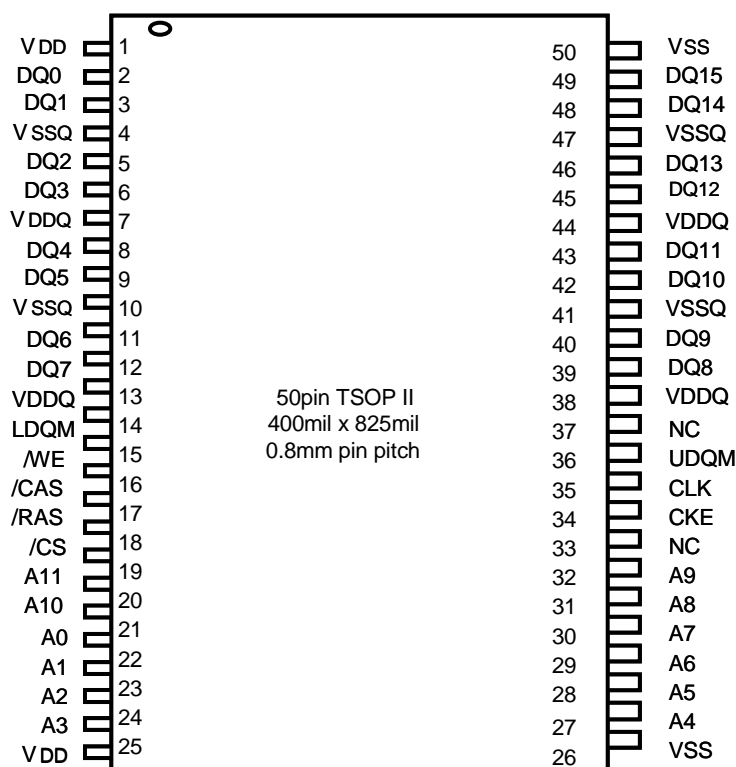 VDD 1 50 VSS
DQ0 2 49 DQ15
DQ1 3 48 DQ14
VSSQ 4 47 VSSQ
DQ2 5 46 DQ13
DQ3 6 45 DQ12
VDDQ 7 44 VDDQ
DQ4 8 43 DQ11
DQ5 9 42 DQ10
VSSQ 10 41 VSSQ
DQ6 11 40 DQ9
DQ7 12 39 DQ8
VDDQ 13 38 VDDQ
LDQM 14 37 NC
/WE 15 36 UDQM
/CAS 16 35 CLK
/RAS 17 34 CKE
/CS 18 33 NC
A11 19 32 A9
A10 20 31 A8
A0 21 30 A7
A1 22 29 A6
A2 23 28 A5
A3 24 27 A4
VDD 25 26 VSS
50pin TSOP II
400mil x 825mil
0.8mm pin pitch